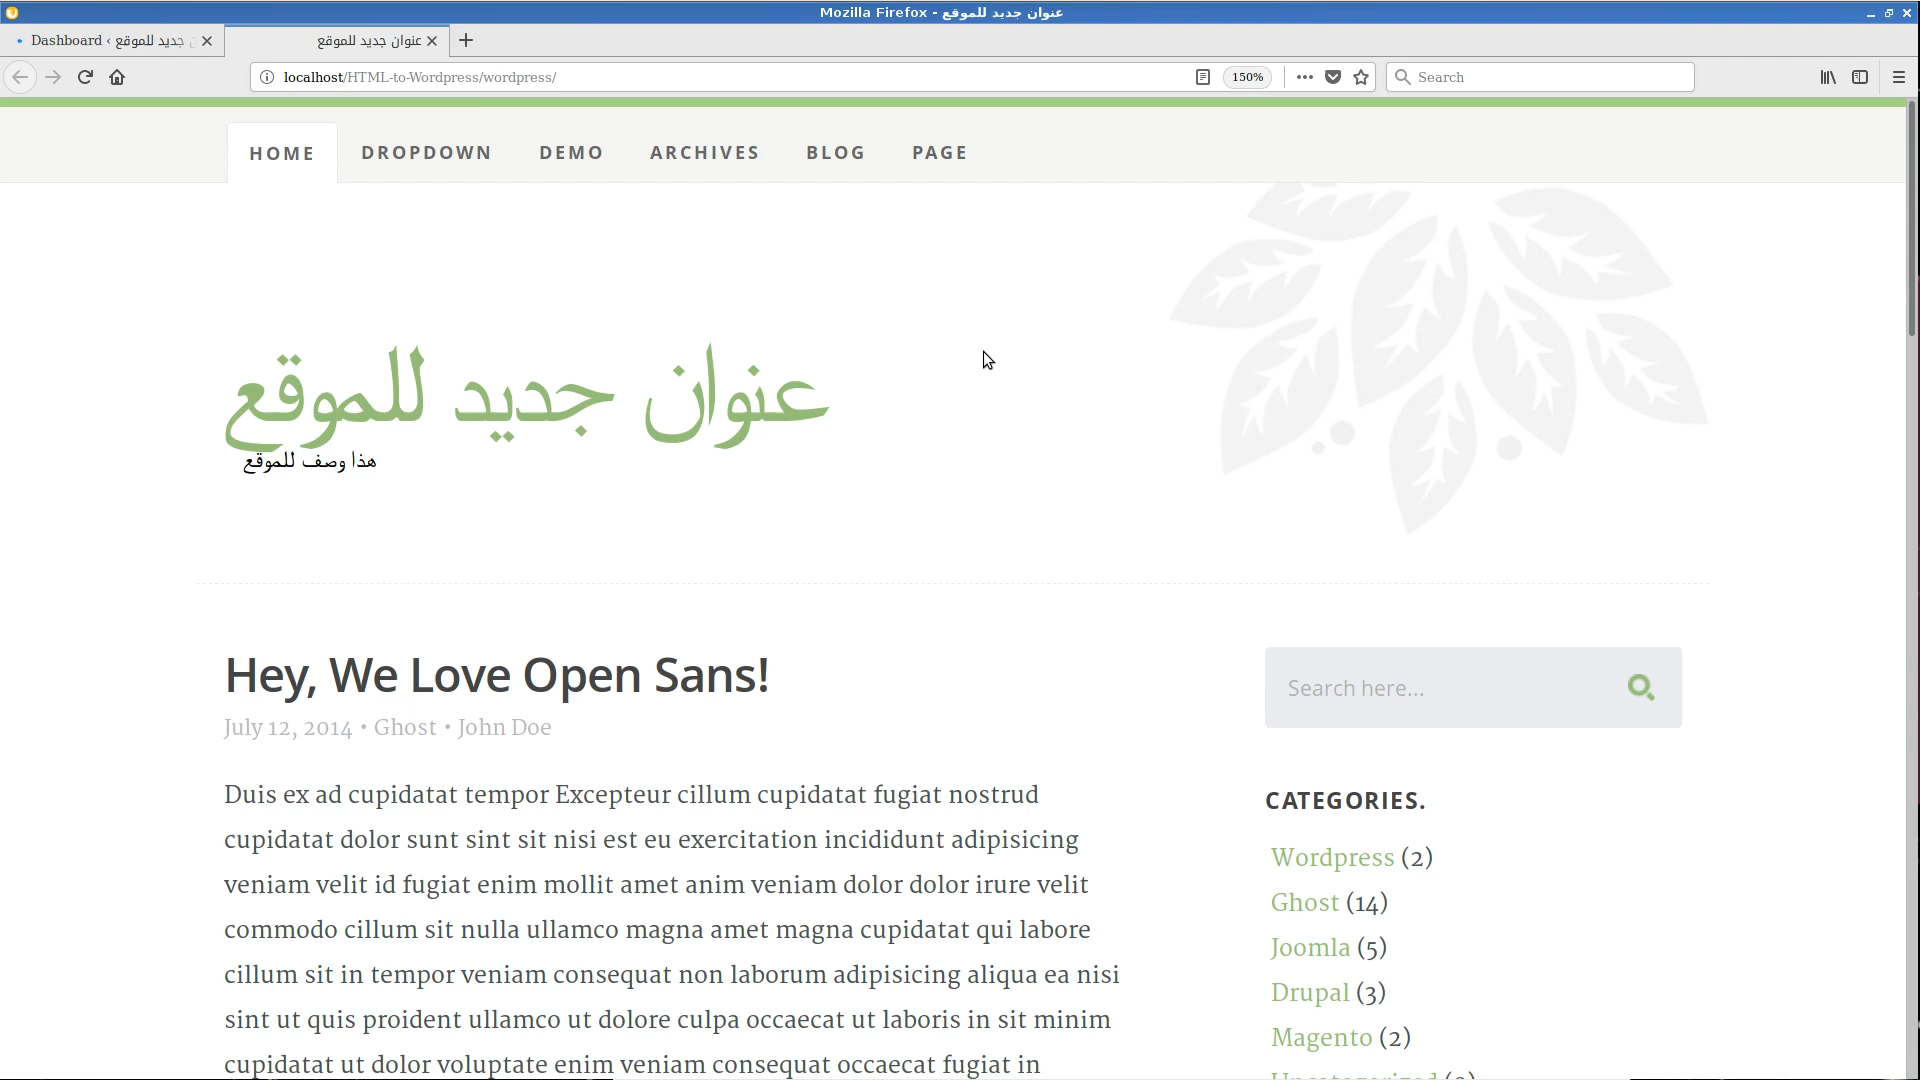 عنوان جديد للموقع - Mozilla Firefox
Dashboard ‹ جديد للموقع
عنوان جديد للموقع
localhost/HTML-to-Wordpress/wordpress/
150%
Search
HOME
DROPDOWN
DEMO
ARCHIVES
BLOG
PAGE
عنوان جديد للموقع
هذا وصف للموقع
Hey, We Love Open Sans!
July 12, 2014 • Ghost • John Doe
Duis ex ad cupidatat tempor Excepteur cillum cupidatat fugiat nostrud
cupidatat dolor sunt sint sit nisi est eu exercitation incididunt adipisicing
veniam velit id fugiat enim mollit amet anim veniam dolor dolor irure velit
commodo cillum sit nulla ullamco magna amet magna cupidatat qui labore
cillum sit in tempor veniam consequat non laborum adipisicing aliqua ea nisi
sint ut quis proident ullamco ut dolore culpa occaecat ut laboris in sit minim
cupidatat ut dolor voluptate enim veniam consequat occaecat fugiat in
Search here...
CATEGORIES.
Wordpress (2)
Ghost (14)
Joomla (5)
Drupal (3)
Magento (2)